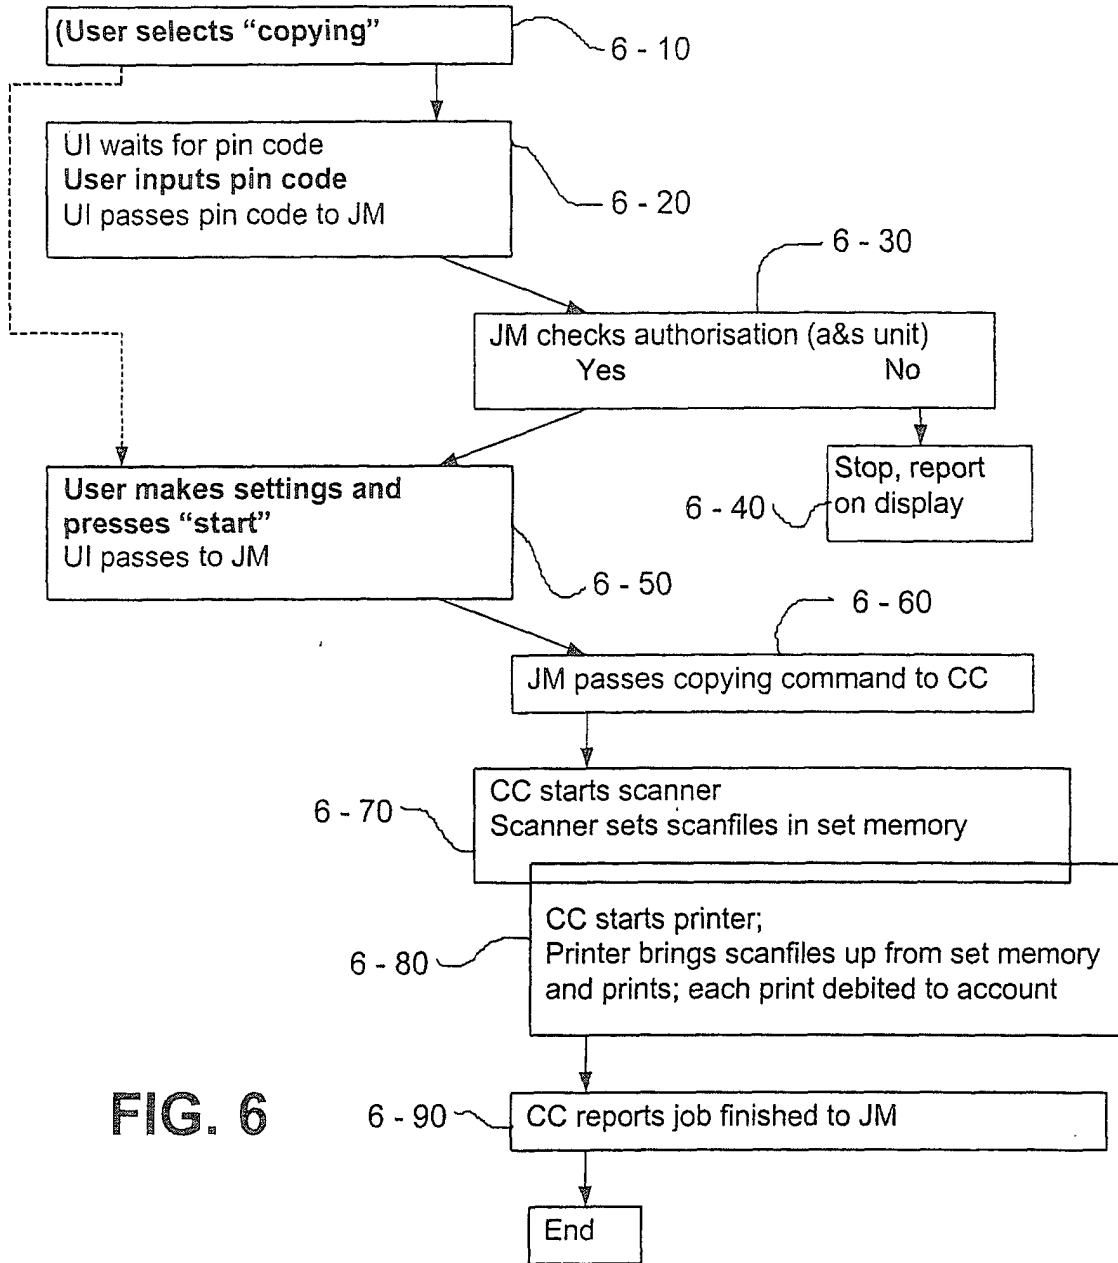 (User selects “copying”
6 - 10
UI waits for pin code
User inputs pin code
UI passes pin code to JM
6 - 20
6 - 30
JM checks authorisation (a&s unit)
Yes No
Stop, report
on display
6 - 40
User makes settings and
presses “start”
UI passes to JM
6 - 50
6 - 60
JM passes copying command to CC
CC starts scanner
Scanner sets scanfiles in set memory
6 - 70
CC starts printer;
Printer brings scanfiles up from set memory
and prints; each print debited to account
6 - 80
FIG. 6
6 - 90
CC reports job finished to JM
End